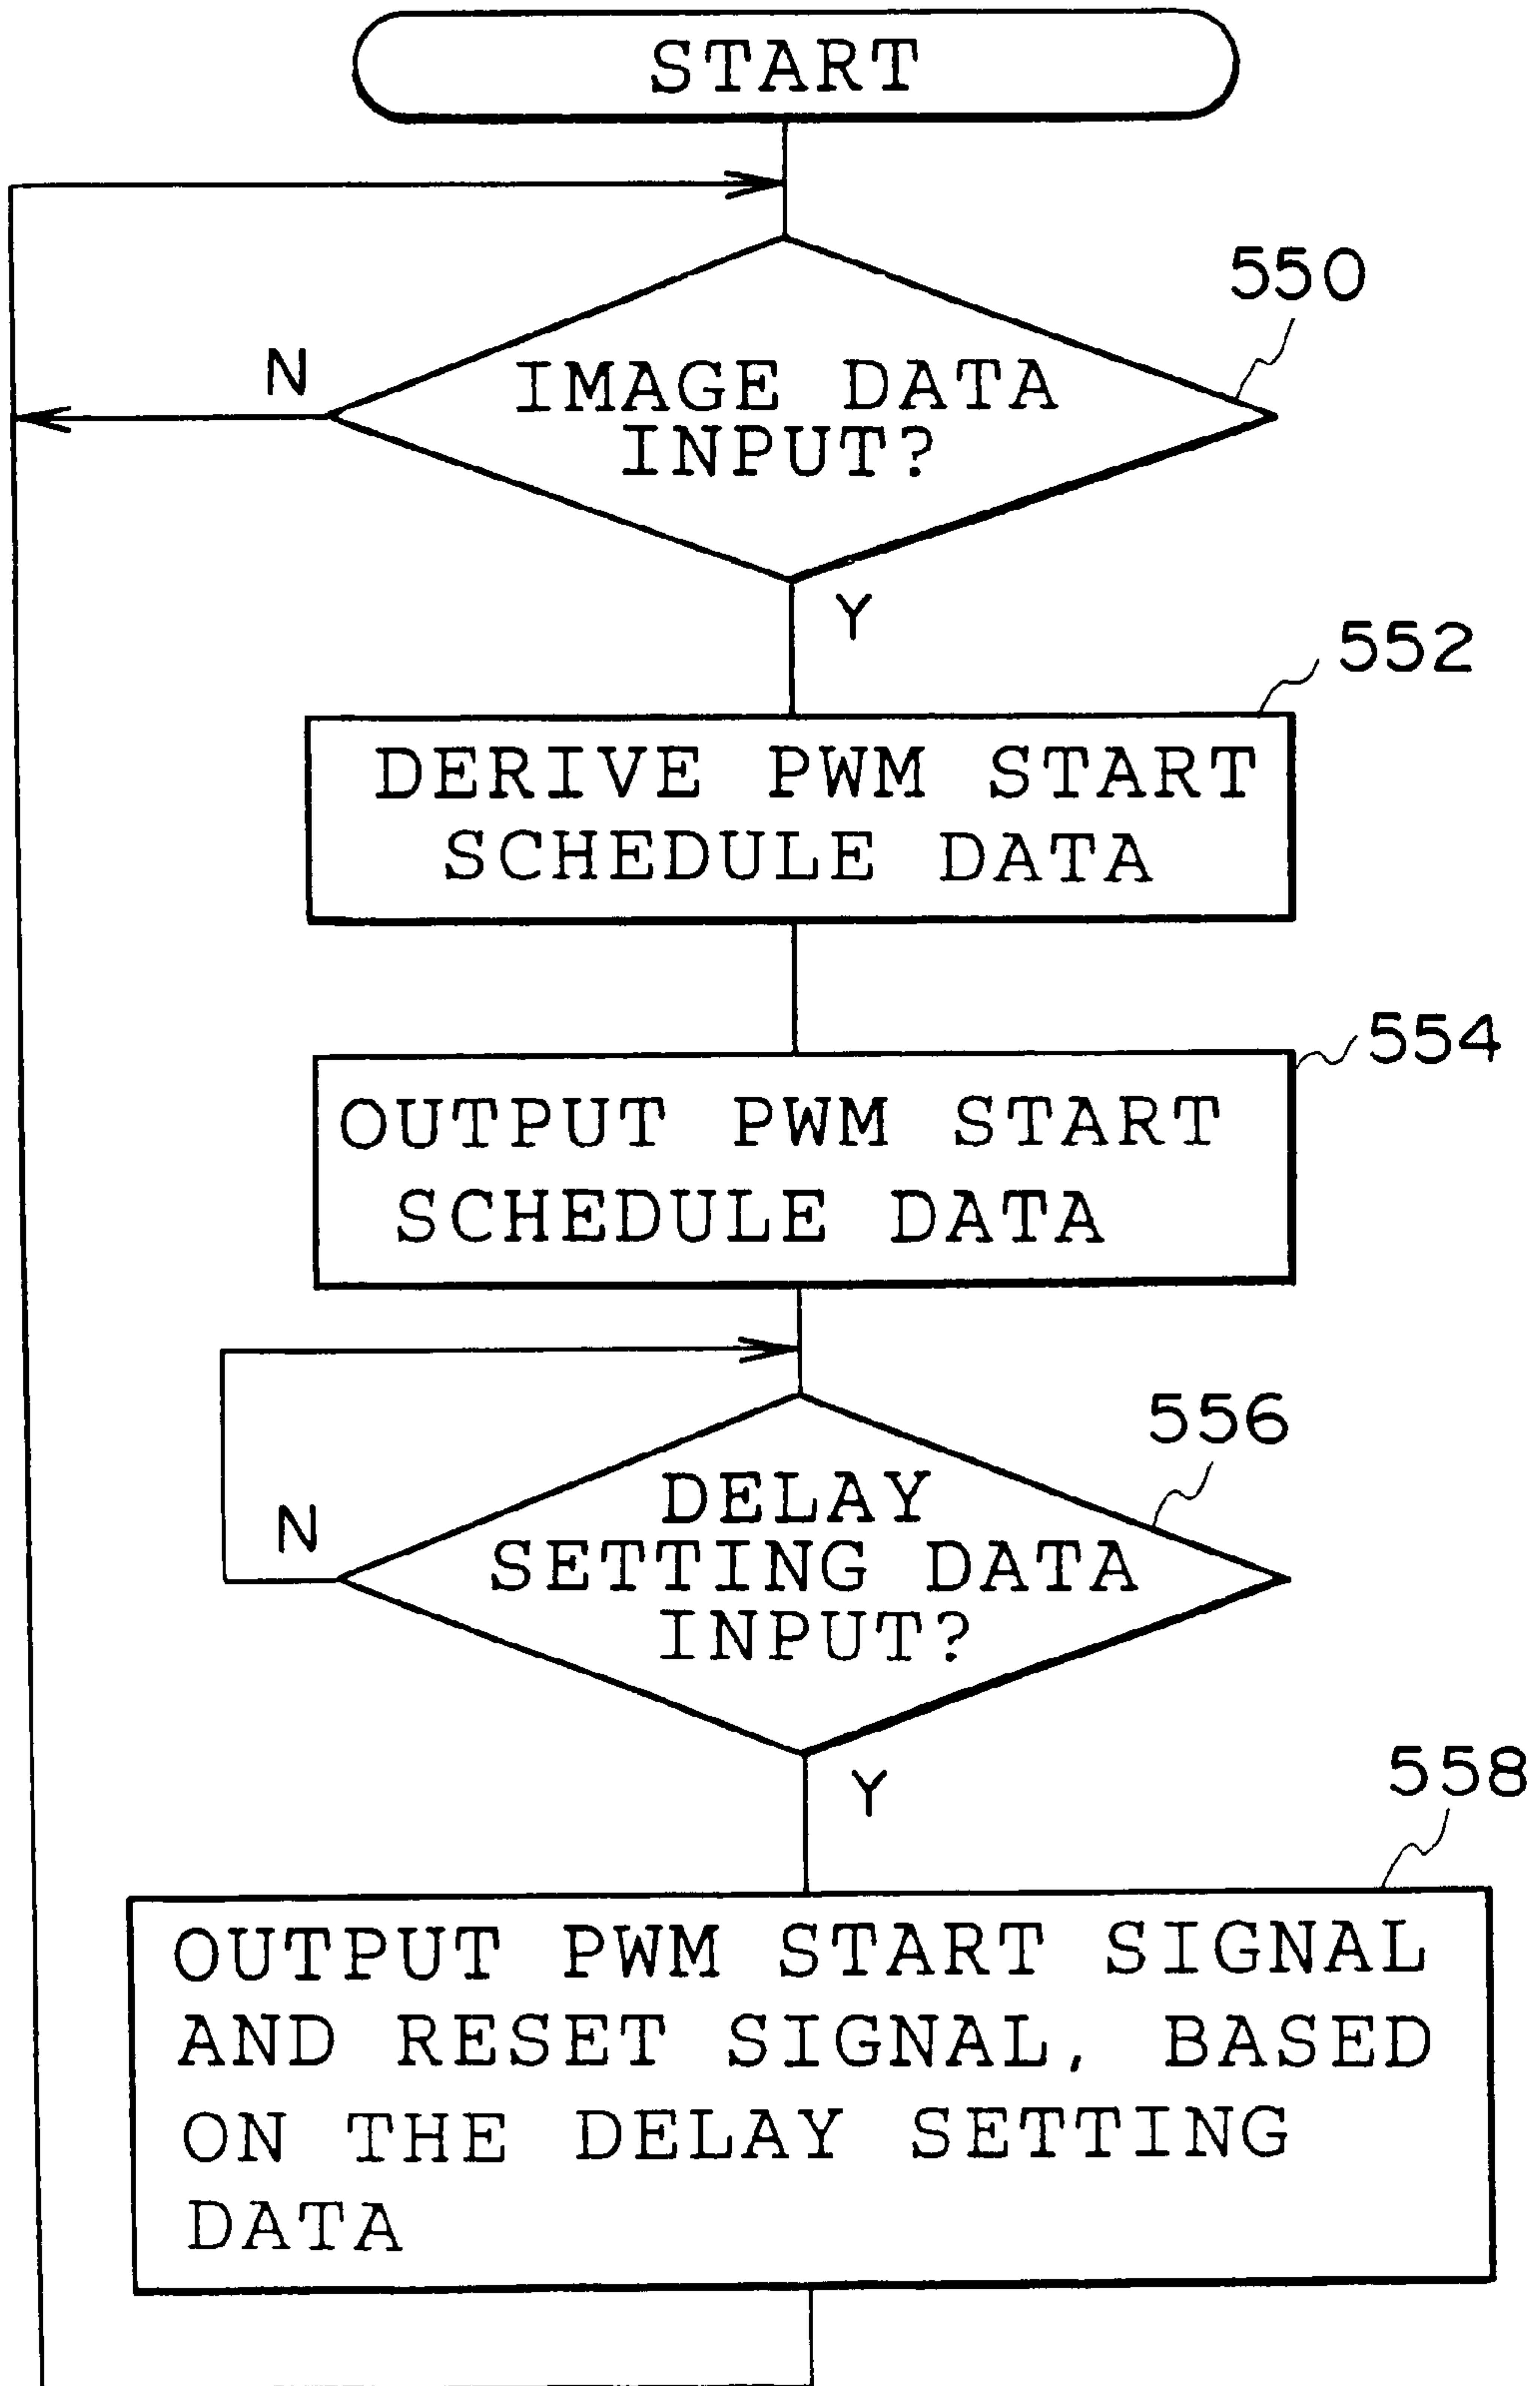 START
550
N
IMAGE DATA
INPUT?
Y
552
DERIVE PWM START
SCHEDULE DATA
554
OUTPUT PWM START
SCHEDULE DATA
556
DELAY
N
SETTING DATA
INPUT?
Y
558
OUTPUT PWM START SIGNAL
AND RESET SIGNAL, BASED
ON THE DELAY SETTING
DATA